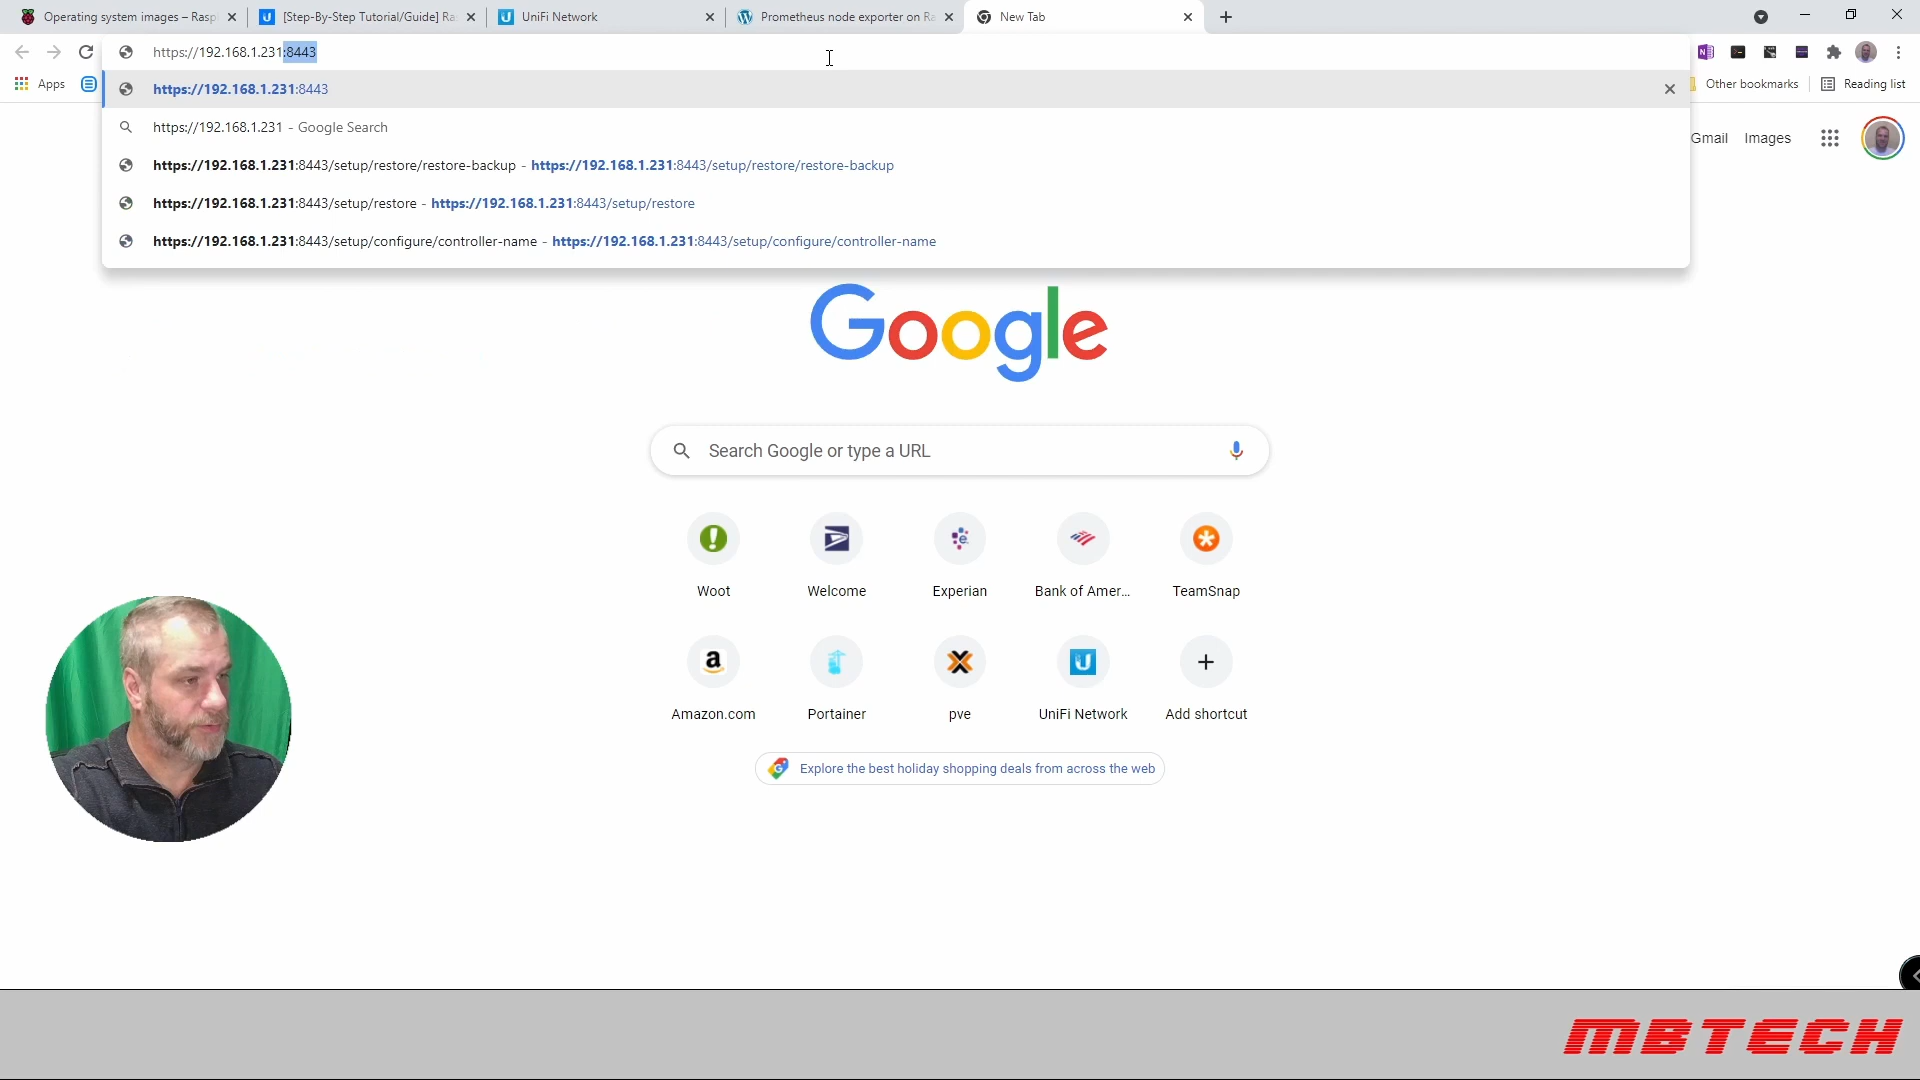 Operating system images – Rasp
[Step-By-Step Tutorial/Guide] Ra
UniFi Network
Prometheus node exporter on Ra
New Tab
https://192.168.1.231:8443
Apps
Other bookmarks
Reading list
https://192.168.1.231:8443
https://192.168.1.231 - Google Search
https://192.168.1.231:8443/setup/restore/restore-backup - https://192.168.1.231:8443/setup/restore/restore-backup
https://192.168.1.231:8443/setup/restore - https://192.168.1.231:8443/setup/restore
https://192.168.1.231:8443/setup/configure/controller-name - https://192.168.1.231:8443/setup/configure/controller-name
Gmail Images
Google
Search Google or type a URL
Woot Welcome Experian Bank of Amer... TeamSnap
Amazon.com Portainer pve UniFi Network Add shortcut
Explore the best holiday shopping deals from across the web
MBTECH